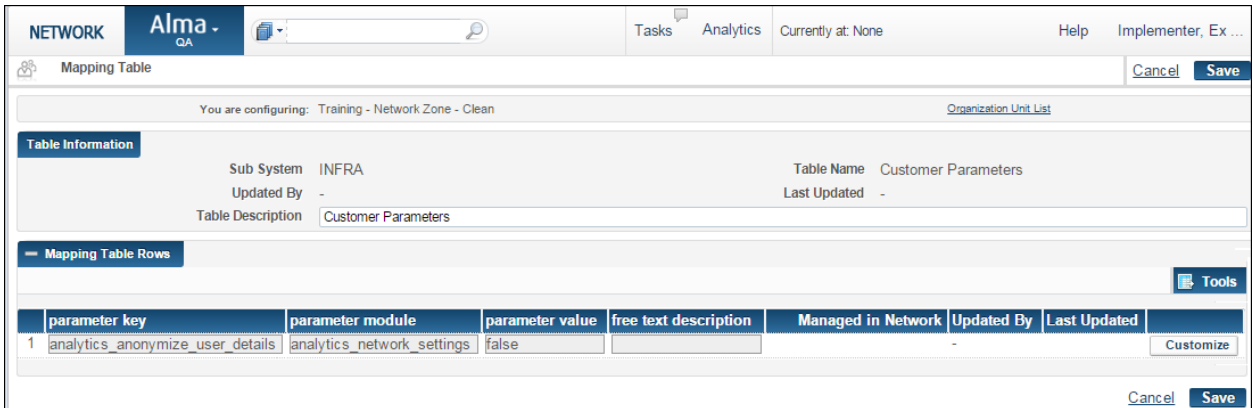 NETWORK Alma QA Tasks Analytics Currently at: None Help Implementer, Ex ...
Mapping Table Cancel Save
You are configuring: Training - Network Zone - Clean Organization Unit List
Table Information
Sub System INFRA Table Name Customer Parameters
Updated By - Last Updated -
Table Description Customer Parameters
Mapping Table Rows
Tools
parameter key parameter module parameter value free text description Managed in Network Updated By Last Updated
1 analytics_anonymize_user_details analytics_network_settings false - Customize
Cancel Save